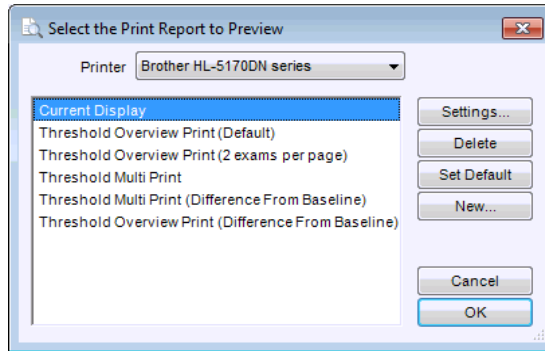 Select the Print Report to Preview
Printer Brother HL-5170DN series
Current Display
Threshold Overview Print (Default)
Threshold Overview Print (2 exams per page)
Threshold Multi Print
Threshold Multi Print (Difference From Baseline)
Threshold Overview Print (Difference From Baseline)
Settings...
Delete
Set Default
New...
Cancel
OK